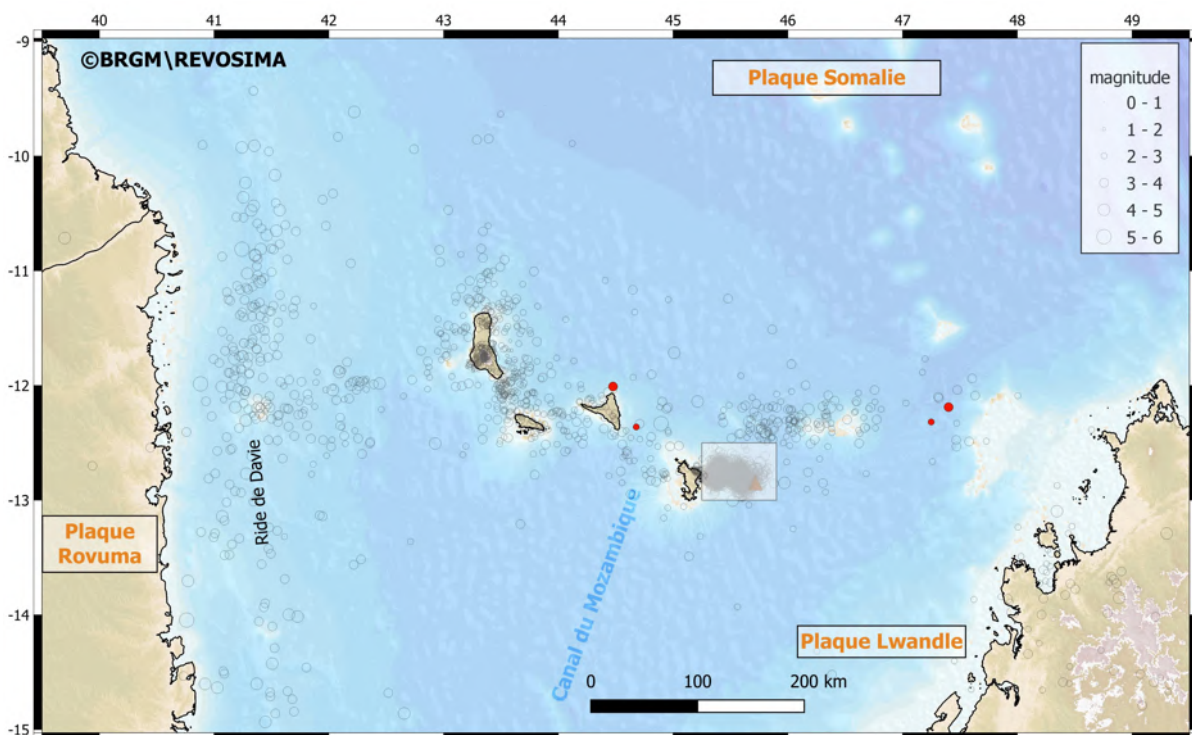 40 41 42 43 44 45 46 47 48 49
-9
-10
-11
-12
-13
-14
-15
©BRGM\REVOSIMA
Plaque Somalie
magnitude
0 - 1
1 - 2
2 - 3
3 - 4
4 - 5
5 - 6
Ride de Davie
Plaque
Rovuma
Canal du Mozambique
Plaque Lwandle
0 100 200 km